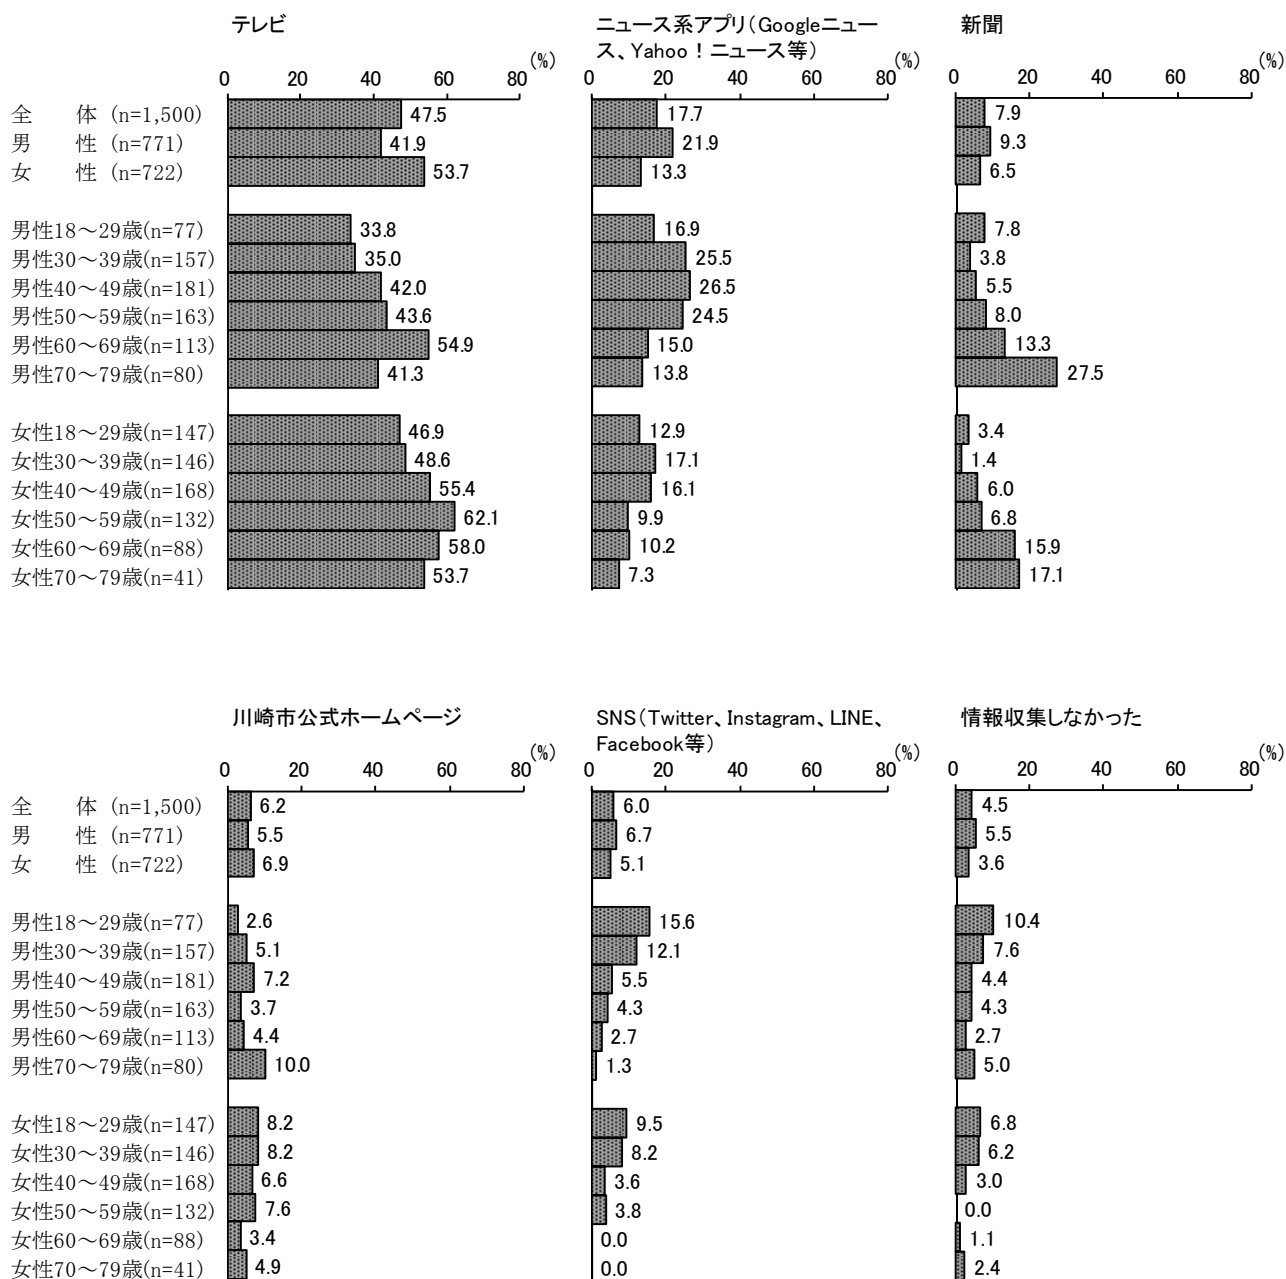 テレビ
ニュース系アプリ（Googleニュー
ス、Yahoo！ニュース等）
新聞
(%) (%) (%)
0 20 40 60 80 0 20 40 60 80 0 20 40 60 80
全　　体 (n=1,500) 47.5 17.7 7.9
男　　性 (n=771) 41.9 21.9 9.3
女　　性 (n=722) 53.7 13.3 6.5
男性18～29歳(n=77) 33.8 16.9 7.8
男性30～39歳(n=157) 35.0 25.5 3.8
男性40～49歳(n=181) 42.0 26.5 5.5
男性50～59歳(n=163) 43.6 24.5 8.0
男性60～69歳(n=113) 54.9 15.0 13.3
男性70～79歳(n=80) 41.3 13.8 27.5
女性18～29歳(n=147) 46.9 12.9 3.4
女性30～39歳(n=146) 48.6 17.1 1.4
女性40～49歳(n=168) 55.4 16.1 6.0
女性50～59歳(n=132) 62.1 9.9 6.8
女性60～69歳(n=88) 58.0 10.2 15.9
女性70～79歳(n=41) 53.7 7.3 17.1
川崎市公式ホームページ
SNS（Twitter、Instagram、LINE、
Facebook等）
情報収集しなかった
(%) (%) (%)
0 20 40 60 80 0 20 40 60 80 0 20 40 60 80
全　　体 (n=1,500) 6.2 6.0 4.5
男　　性 (n=771) 5.5 6.7 5.5
女　　性 (n=722) 6.9 5.1 3.6
男性18～29歳(n=77) 2.6 15.6 10.4
男性30～39歳(n=157) 5.1 12.1 7.6
男性40～49歳(n=181) 7.2 5.5 4.4
男性50～59歳(n=163) 3.7 4.3 4.3
男性60～69歳(n=113) 4.4 2.7 2.7
男性70～79歳(n=80) 10.0 1.3 5.0
女性18～29歳(n=147) 8.2 9.5 6.8
女性30～39歳(n=146) 8.2 8.2 6.2
女性40～49歳(n=168) 6.6 3.6 3.0
女性50～59歳(n=132) 7.6 3.8 0.0
女性60～69歳(n=88) 3.4 0.0 1.1
女性70～79歳(n=41) 4.9 0.0 2.4